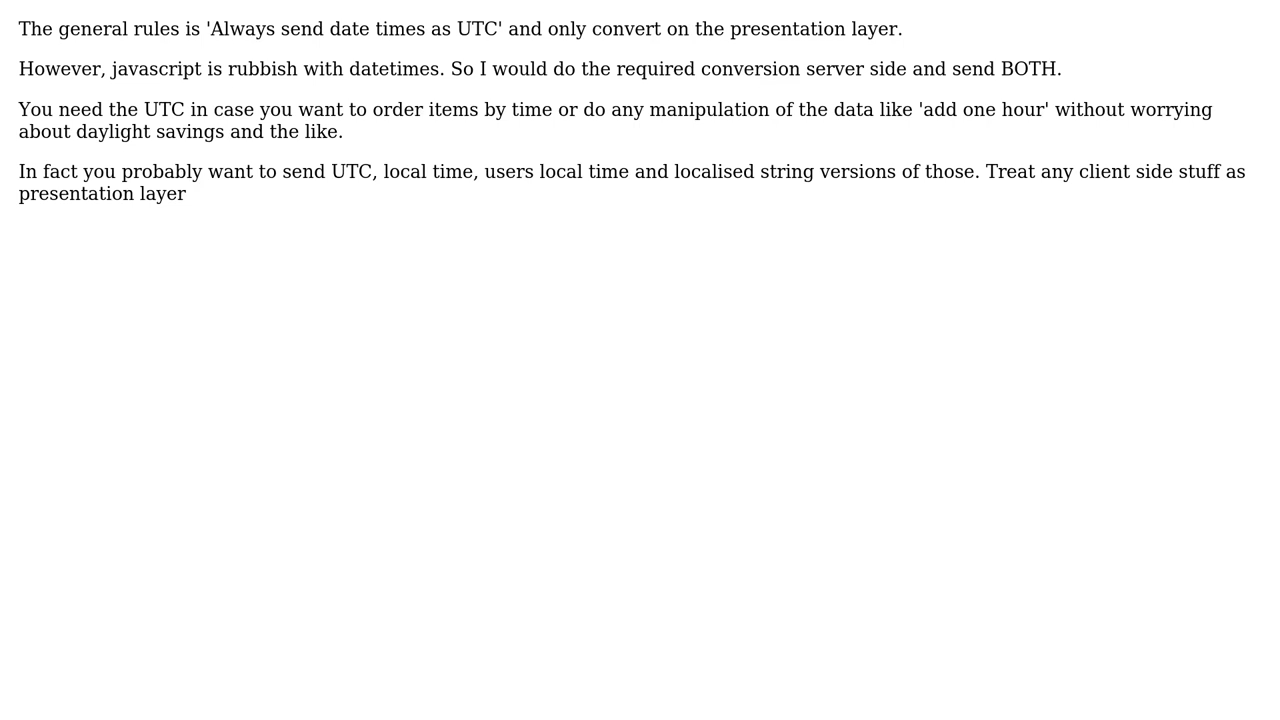 The general rules is 'Always send date times as UTC' and only convert on the presentation layer.
However, javascript is rubbish with datetimes. So I would do the required conversion server side and send BOTH.
You need the UTC in case you want to order items by time or do any manipulation of the data like 'add one hour' without worrying
about daylight savings and the like.
In fact you probably want to send UTC, local time, users local time and localised string versions of those. Treat any client side stuff as
presentation layer